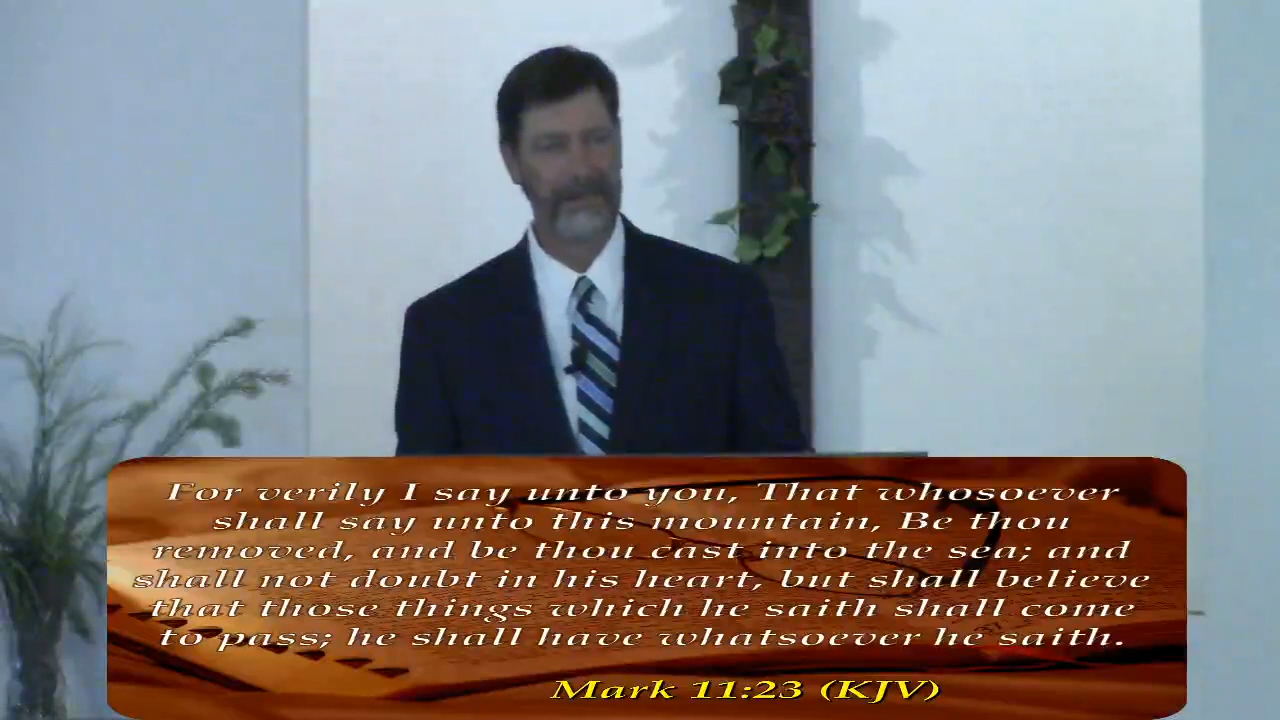 For verily I say unto you, That whosoever
shall say unto this mountain, Be thou
removed, and be thou cast into the sea; and
shall not doubt in his heart, but shall believe
that those things which he saith shall come
to pass; he shall have whatsoever he saith.
Mark 11:23 (KJV)